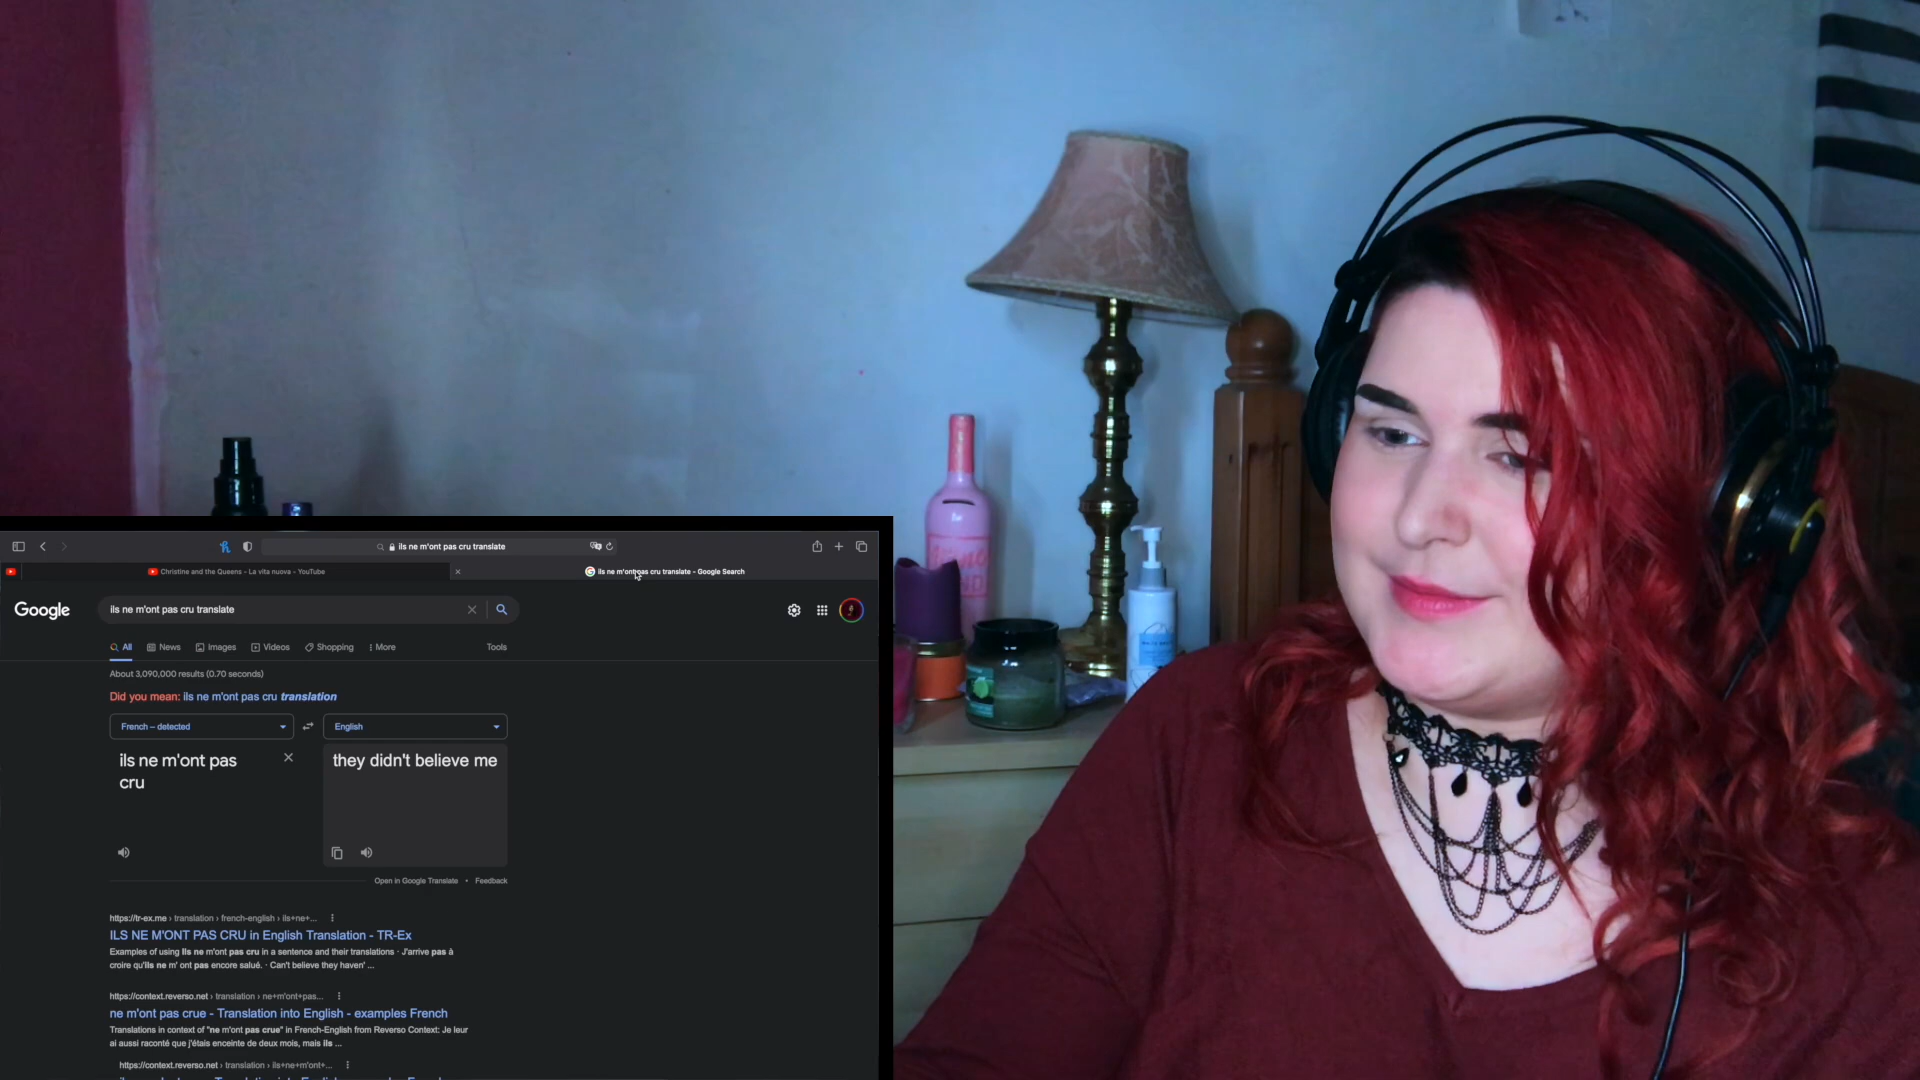 ils ne m'ont pas cru translate
Christine and the Queens - La vita nuova - YouTube
ils ne m'ont pas cru translate - Google Search
Google
ils ne m'ont pas cru translate
All News Images Videos Shopping More Tools
About 3,090,000 results (0.70 seconds)
Did you mean: ils ne m'ont pas cru translation
French – detected
English
ils ne m'ont pas
cru
they didn't believe me
Open in Google Translate • Feedback
https://tr-ex.me › translation › french-english › ils+ne+...
ILS NE M'ONT PAS CRU in English Translation - TR-Ex
Examples of using Ils ne m'ont pas cru in a sentence and their translations · J'arrive pas à
croire qu'ils ne m' ont pas encore salué. · Can't believe they haven' ...
https://context.reverso.net › translation › ne+m'ont+pas...
ne m'ont pas crue - Translation into English - examples French
Translations in context of "ne m'ont pas crue" in French-English from Reverso Context: Je leur
ai aussi raconté que j'étais enceinte de deux mois, mais ils ...
https://context.reverso.net › translation › ils+ne+m'ont+...